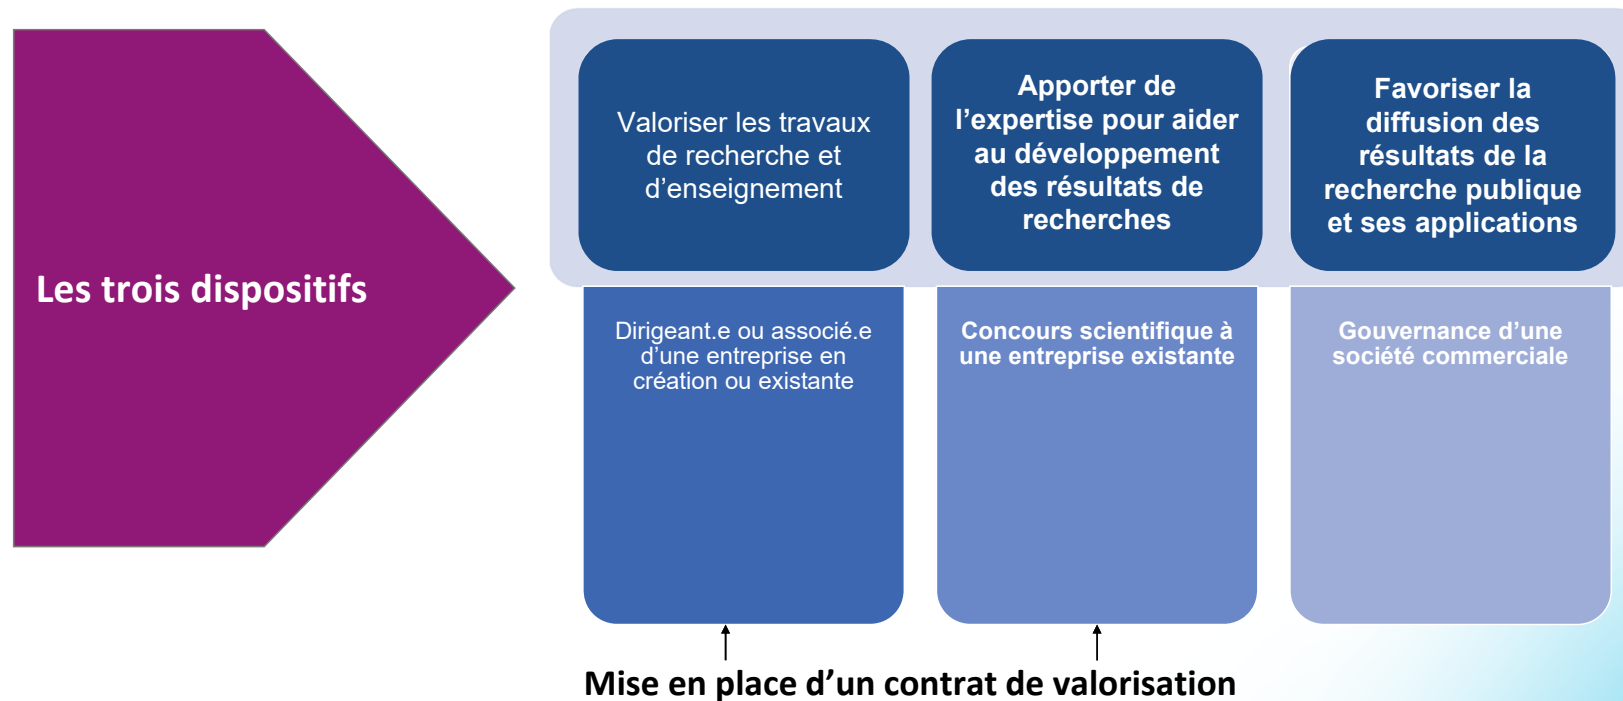 Les trois dispositifs
Valoriser les travaux
de recherche et
d’enseignement
Apporter de
l’expertise pour aider
au développement
des résultats de
recherches
Favoriser la
diffusion des
résultats de la
recherche publique
et ses applications
Dirigeant.e ou associé.e
d’une entreprise en
création ou existante
Concours scientifique à
une entreprise existante
Gouvernance d’une
société commerciale
Mise en place d’un contrat de valorisation